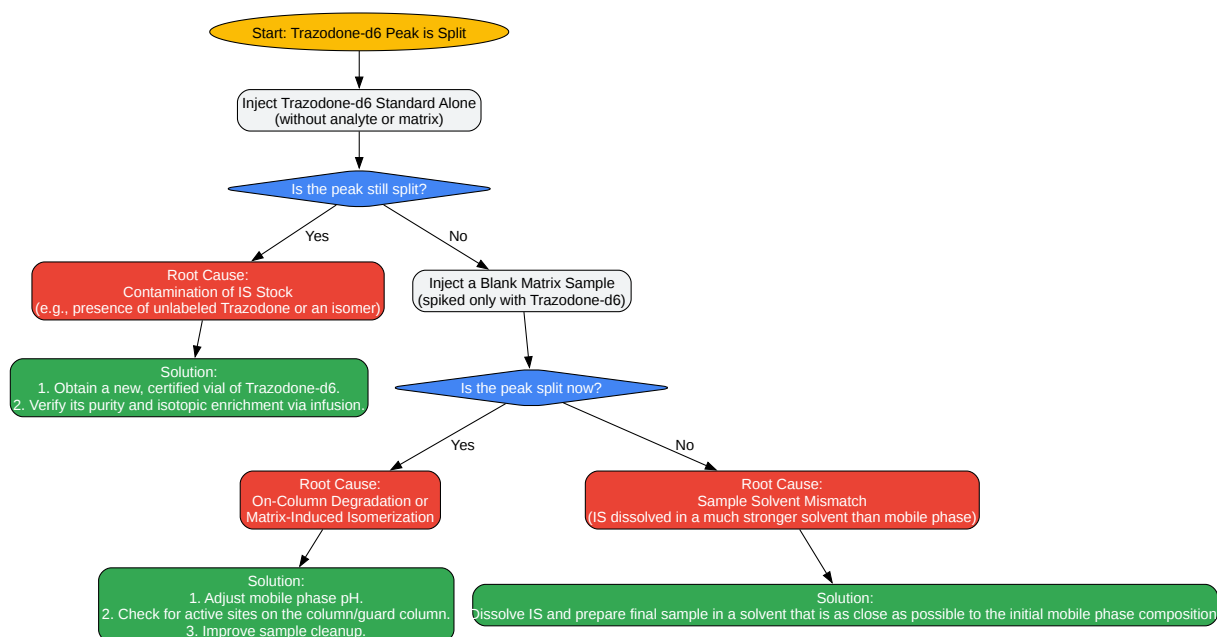 Start: Trazodone-d6 Peak is Split
Inject Trazodone-d6 Standard Alone
(without analyte or matrix)
Is the peak still split?
Yes
No
Root Cause:
Contamination of IS Stock
(e.g., presence of unlabeled Trazodone or an isomer)
Inject a Blank Matrix Sample
(spiked only with Trazodone-d6)
Solution:
1. Obtain a new, certified vial of Trazodone-d6.
2. Verify its purity and isotopic enrichment via infusion.
Is the peak split now?
Yes
No
Root Cause:
On-Column Degradation or
Matrix-Induced Isomerization
Root Cause:
Sample Solvent Mismatch
(IS dissolved in a much stronger solvent than mobile phase)
Solution:
1. Adjust mobile phase pH.
2. Check for active sites on the column/guard column.
3. Improve sample cleanup.
Solution:
Dissolve IS and prepare final sample in a solvent that is as close as possible to the initial mobile phase composition